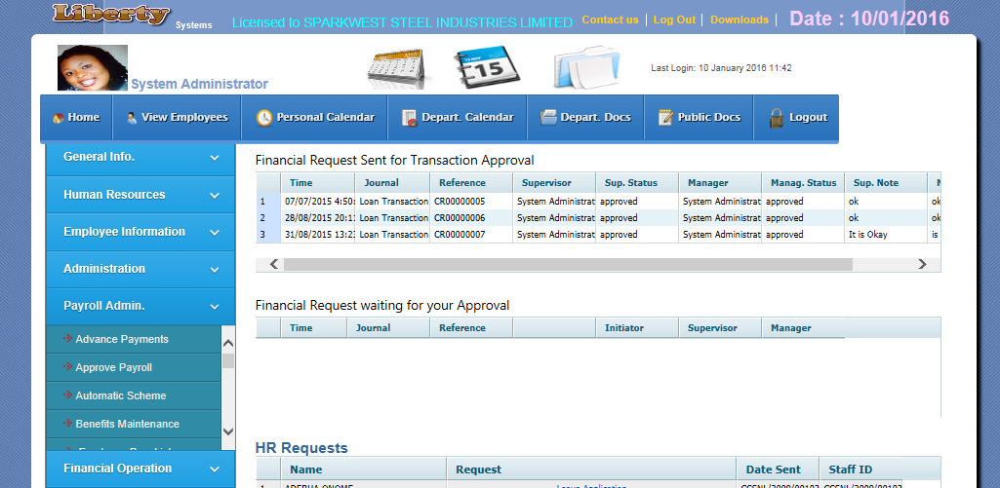 Liberty Systems Licensed to SPARKWEST STEEL INDUSTRIES LIMITED Contact us | Log Out | Downloads | Date : 10/01/2016
System Administrator 15 Last Login: 10 January 2016 11:42
Home View Employees Personal Calendar Depart. Calendar Depart. Docs Public Docs Logout
General Info.
Human Resources
Employee Information
Administration
Payroll Admin.
Advance Payments
Approve Payroll
Automatic Scheme
Benefits Maintenance
Financial Operation
Financial Request Sent for Transaction Approval
Time Journal Reference Supervisor Sup. Status Manager Manag. Status Sup. Note
1 07/07/2015 4:50: Loan Transaction CR00000005 System Administrat approved System Administrat approved ok ok
2 28/08/2015 20:1 Loan Transaction CR00000006 System Administrat approved System Administrat approved ok ok
3 31/08/2015 13:2 Loan Transaction CR00000007 System Administrat approved System Administrat approved It is Okay is
Financial Request waiting for your Approval
Time Journal Reference Initiator Supervisor Manager
HR Requests
Name Request Date Sent Staff ID